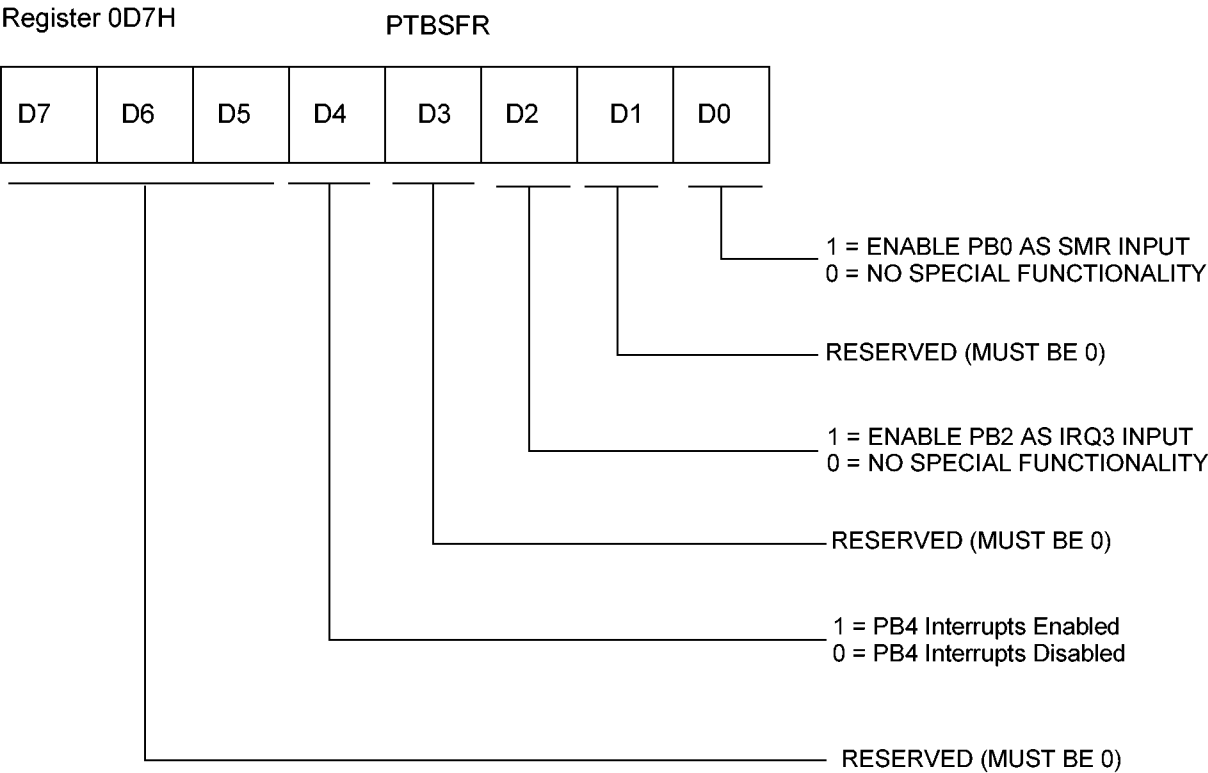 Register 0D7H
PTBSFR
D7 D6 D5 D4 D3 D2 D1 D0
1 = ENABLE PB0 AS SMR INPUT
0 = NO SPECIAL FUNCTIONALITY
RESERVED (MUST BE 0)
1 = ENABLE PB2 AS IRQ3 INPUT
0 = NO SPECIAL FUNCTIONALITY
RESERVED (MUST BE 0)
1 = PB4 Interrupts Enabled
0 = PB4 Interrupts Disabled
RESERVED (MUST BE 0)